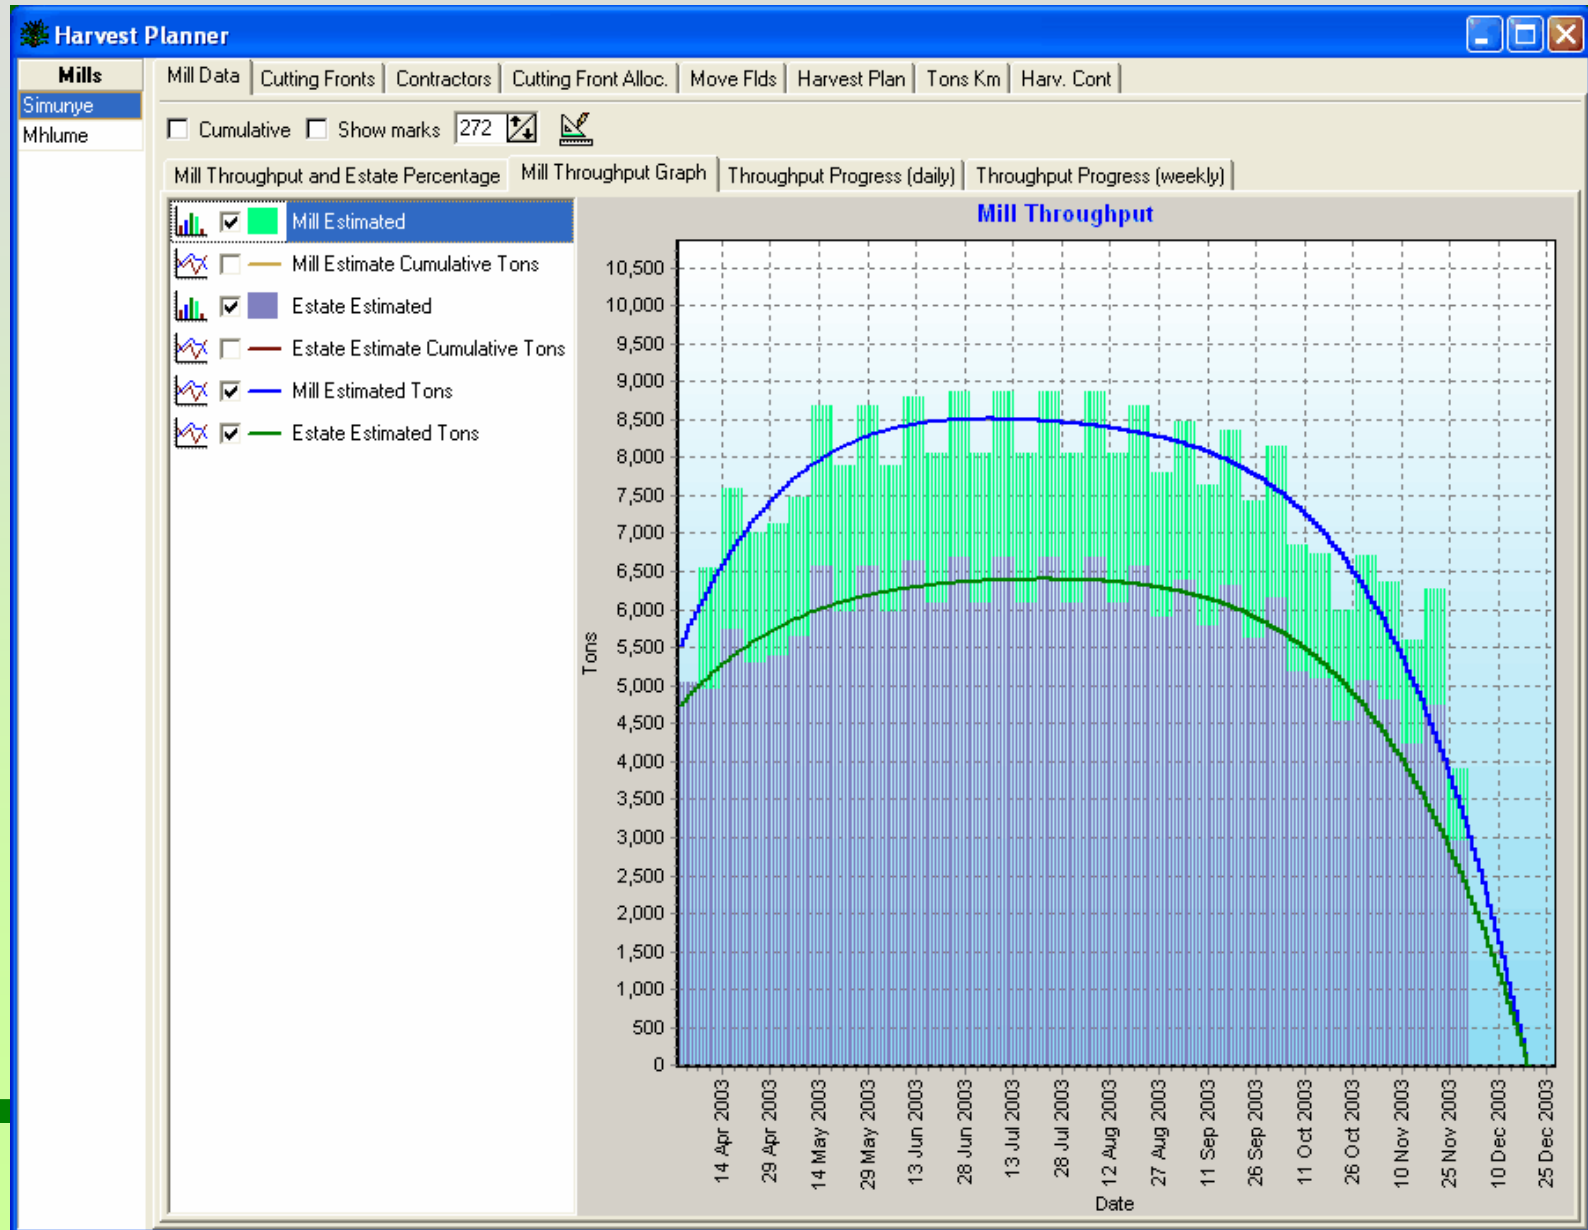 Harvest Planner
Mills
Simunye
Mhlume
Mill Data Cutting Fronts Contractors Cutting Front Alloc. Move Flds Harvest Plan Tons Km Harv. Cont
Cumulative Show marks 272
Mill Throughput and Estate Percentage Mill Throughput Graph Throughput Progress (daily) Throughput Progress (weekly)
Mill Estimated
Mill Estimate Cumulative Tons
Estate Estimated
Estate Estimate Cumulative Tons
Mill Estimated Tons
Estate Estimated Tons
Mill Throughput
10,500
10,000
9,500
9,000
8,500
8,000
7,500
7,000
6,500
6,000
5,500
5,000
4,500
4,000
3,500
3,000
2,500
2,000
1,500
1,000
500
0
Tons
14 Apr 2003
29 Apr 2003
14 May 2003
29 May 2003
13 Jun 2003
28 Jun 2003
13 Jul 2003
28 Jul 2003
12 Aug 2003
27 Aug 2003
11 Sep 2003
26 Sep 2003
11 Oct 2003
26 Oct 2003
10 Nov 2003
25 Nov 2003
10 Dec 2003
25 Dec 2003
Date